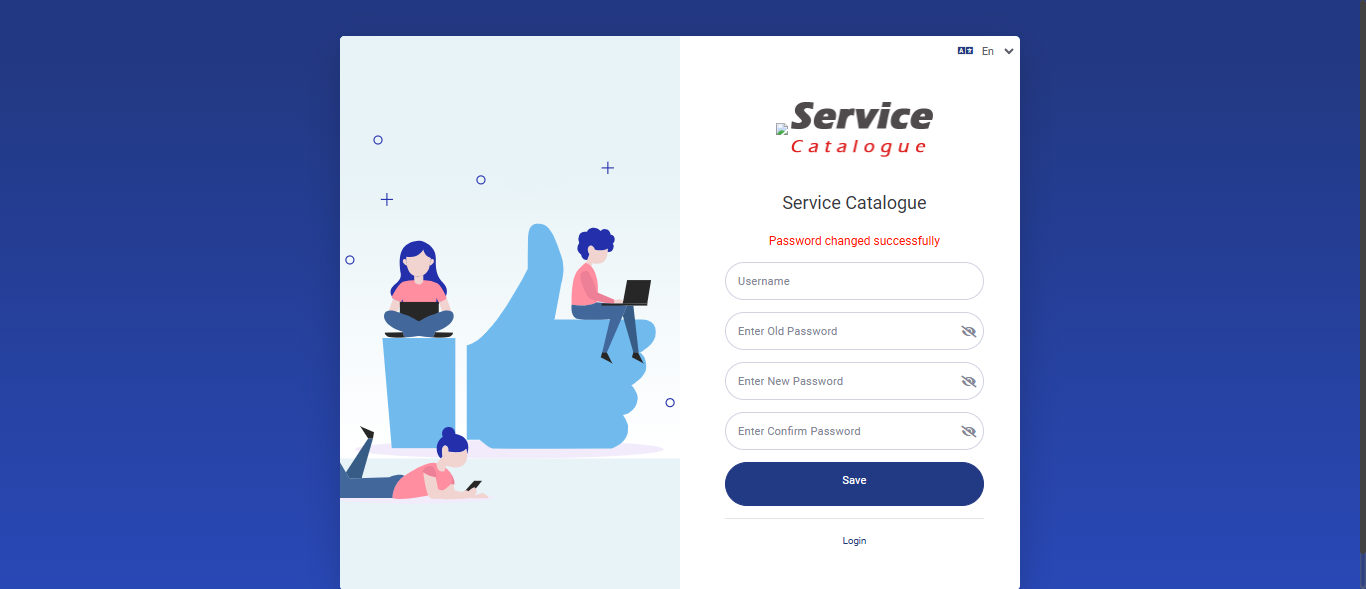 En
Service
Catalogue
Service Catalogue
Password changed successfully
Username
Enter Old Password
Enter New Password
Enter Confirm Password
Save
Login